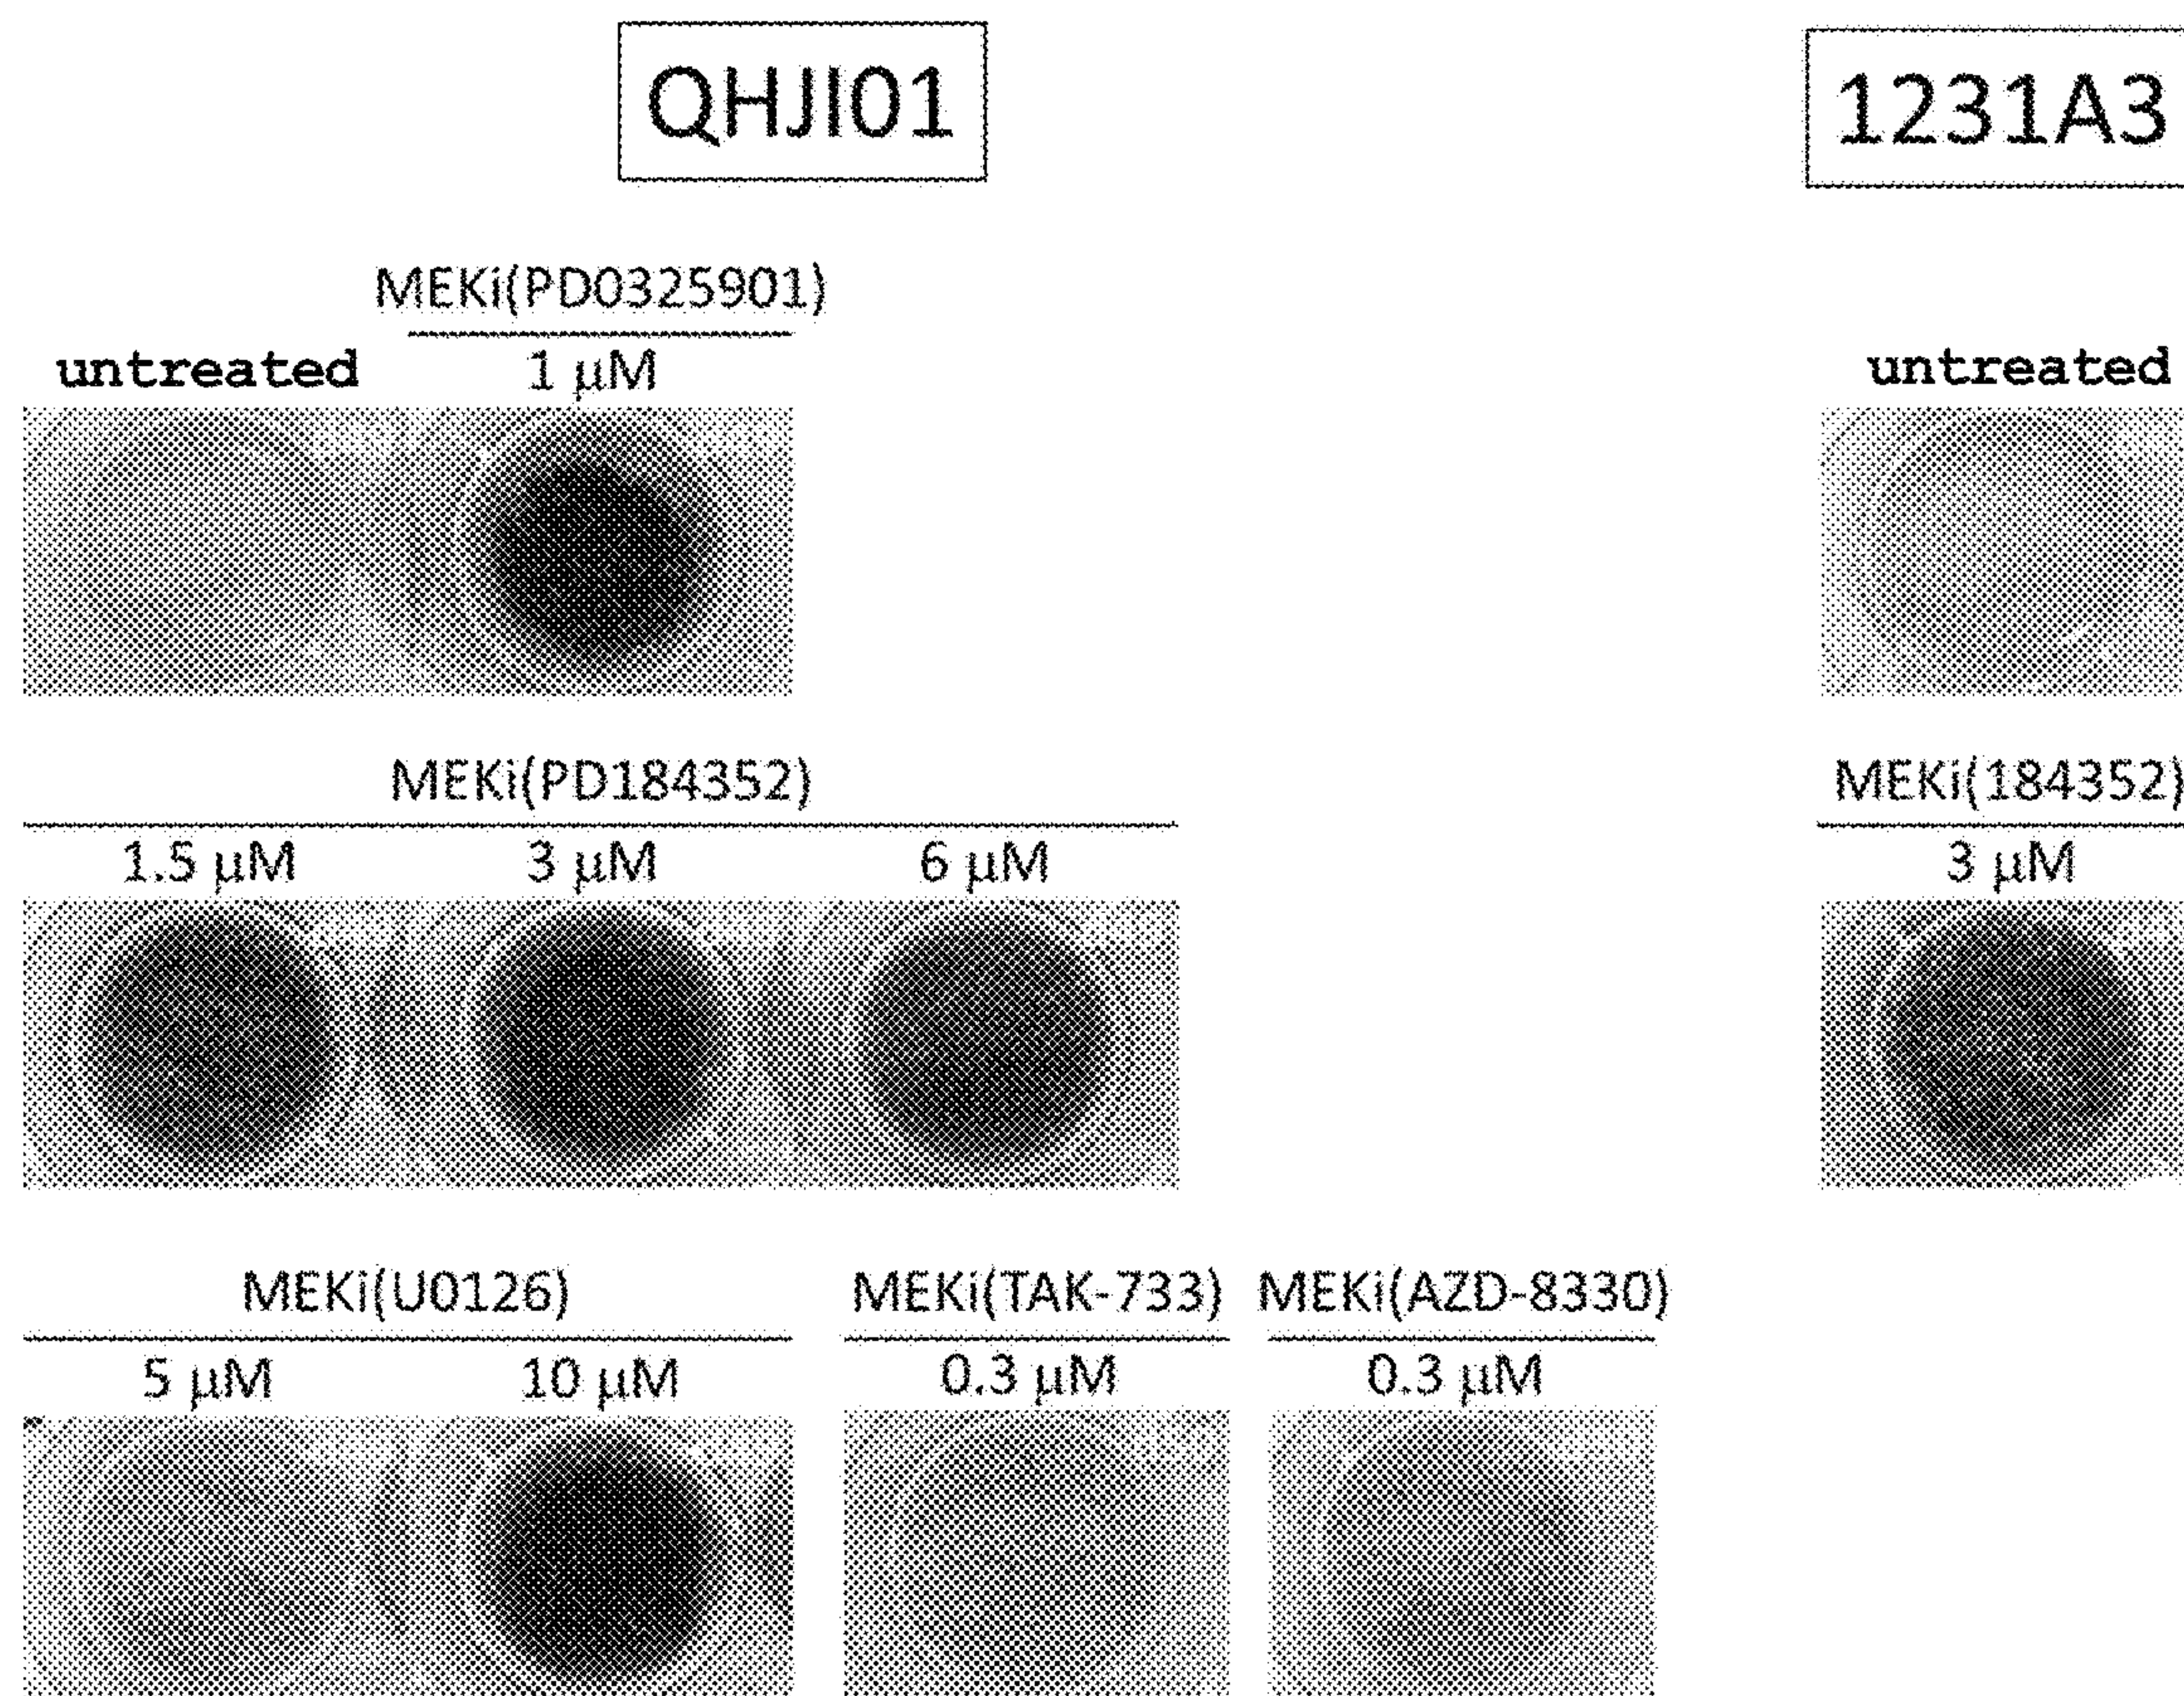 QHJI01
1231A3
MEKi(PD0325901)
untreated
1 µM
untreated
MEKi(PD184352)
MEKi(184352)
1.5 µM
3 µM
6 µM
3 µM
MEKi(U0126)
MEKi(TAK-733)
MEKi(AZD-8330)
5 µM
10 µM
0.3 µM
0.3 µM